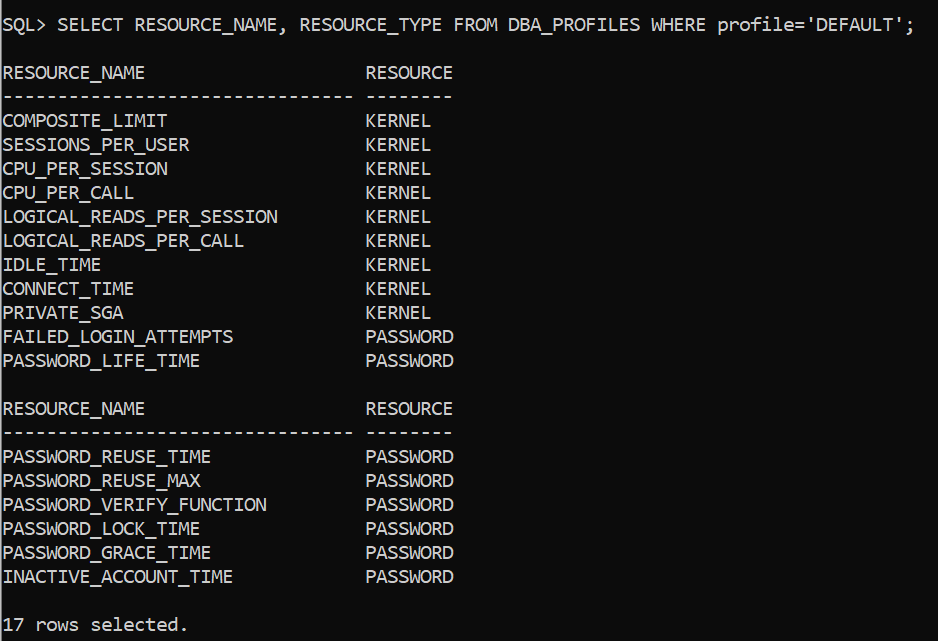 SQL> SELECT RESOURCE_NAME, RESOURCE_TYPE FROM DBA_PROFILES WHERE profile='DEFAULT';
RESOURCE_NAME                    RESOURCE
-------------------------------- --------
COMPOSITE_LIMIT                  KERNEL
SESSIONS_PER_USER                KERNEL
CPU_PER_SESSION                  KERNEL
CPU_PER_CALL                     KERNEL
LOGICAL_READS_PER_SESSION        KERNEL
LOGICAL_READS_PER_CALL           KERNEL
IDLE_TIME                        KERNEL
CONNECT_TIME                     KERNEL
PRIVATE_SGA                      KERNEL
FAILED_LOGIN_ATTEMPTS            PASSWORD
PASSWORD_LIFE_TIME               PASSWORD
RESOURCE_NAME                    RESOURCE
-------------------------------- --------
PASSWORD_REUSE_TIME              PASSWORD
PASSWORD_REUSE_MAX               PASSWORD
PASSWORD_VERIFY_FUNCTION         PASSWORD
PASSWORD_LOCK_TIME               PASSWORD
PASSWORD_GRACE_TIME              PASSWORD
INACTIVE_ACCOUNT_TIME            PASSWORD
17 rows selected.